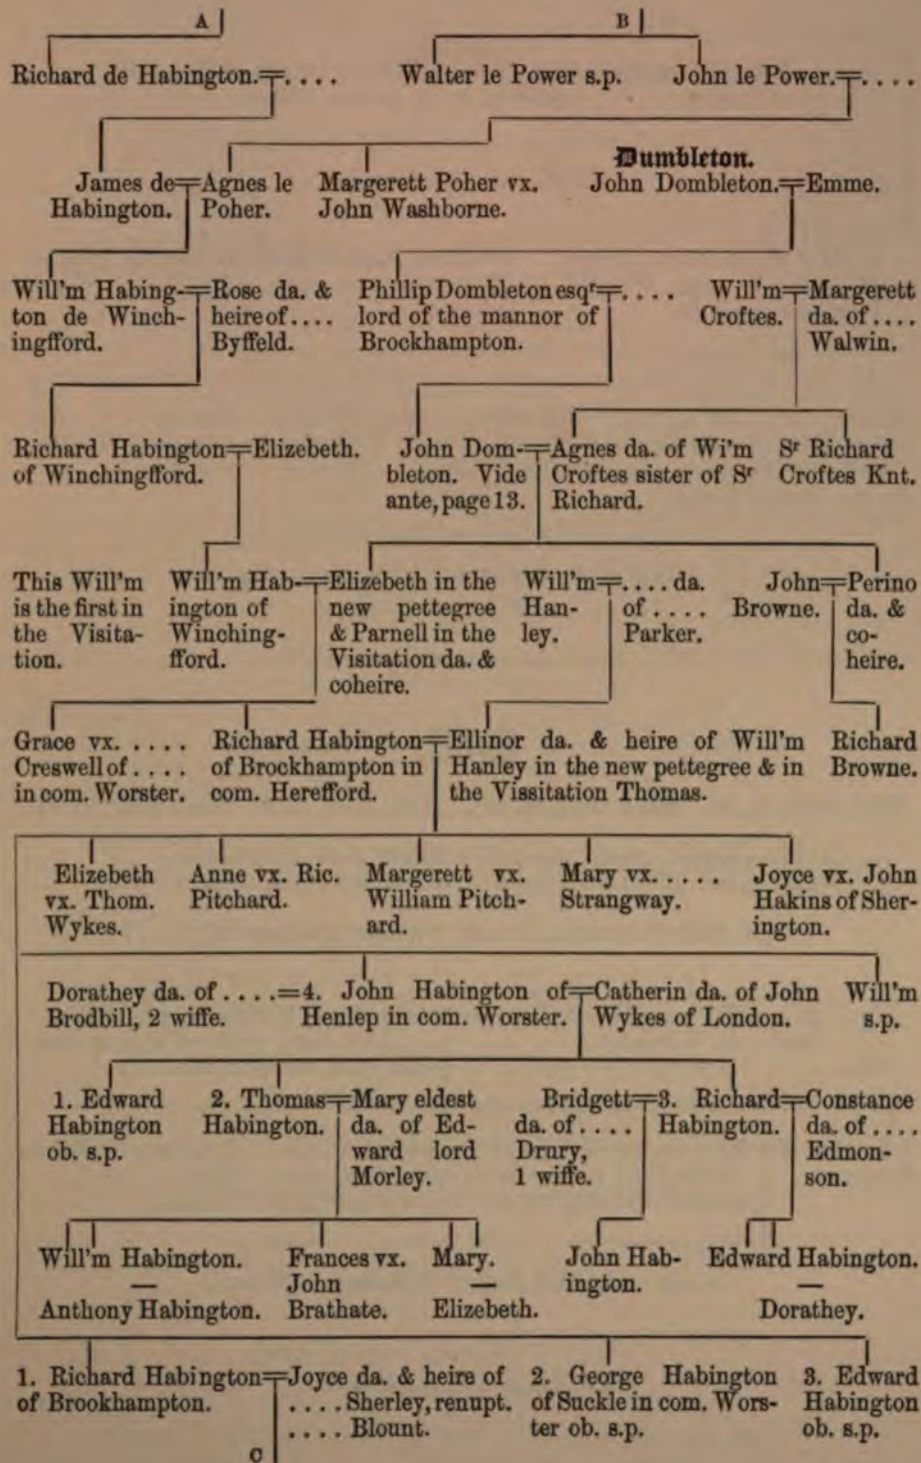 A B
Richard de Habington.=.... Walter le Power s.p. John le Power.=....
Dumbleton.
James de=Agnes le Margerett Poher vx. John Dombleton.=Emme.
Habington. Poher. John Washborne.
Will'm Habing-=Rose da. & Phillip Dombleton esqr=.... Will'm=Margerett
ton de Winch- heire of.... lord of the mannor of Croftes. da. of....
ingfford. Byffeld. Brockhampton. Walwin.
Richard Habington=Elizebeth. John Dom-=Agnes da. of Wi'm Sr Richard
of Winchingfford. bleton. Vide Croftes sister of Sr Croftes Knt.
ante, page 13. Richard.
This Will'm Will'm Hab-=Elizebeth in the Will'm=....da. John=Perino
is the first in ington of new pettegree Han- of.... Browne. da. &
the Visita- Winching- & Parnell in the ley. Parker. co-
tion. fford. Visitation da. & heire.
coheire.
Grace vx..... Richard Habington=Ellinor da. & heire of Will'm Richard
Creswell of.... of Brockhampton in Hanley in the new pettegree & in Browne.
in com. Worster. com. Herefford. the Vissitation Thomas.
Elizebeth Anne vx. Ric. Margerett vx. Mary vx..... Joyce vx. John
vx. Thom. Pitchard. William Pitch- Strangway. Hakins of Sher-
Wykes. ard. ington.
Dorathey da. of....=4. John Habington of=Catherin da. of John Will'm
Brodbill, 2 wiffe. Henlep in com. Worster. Wykes of London. s.p.
1. Edward 2. Thomas=Mary eldest Bridgett=3. Richard=Constance
Habington Habington. da. of Ed- da. of.... Habington. da. of....
ob. s.p. ward lord Drury, Edmon-
Morley. 1 wiffe. son.
Will'm Habington. Frances vx. Mary. John Hab- Edward Habington.
— John — ington. —
Anthony Habington. Brathate. Elizebeth. Dorathey.
1. Richard Habington=Joyce da. & heire of 2. George Habington 3. Edward
of Brookhampton. ....Sherley, renupt. of Suckle in com. Wors- Habington
.... Blount. ter ob. s.p. ob. s.p.
C